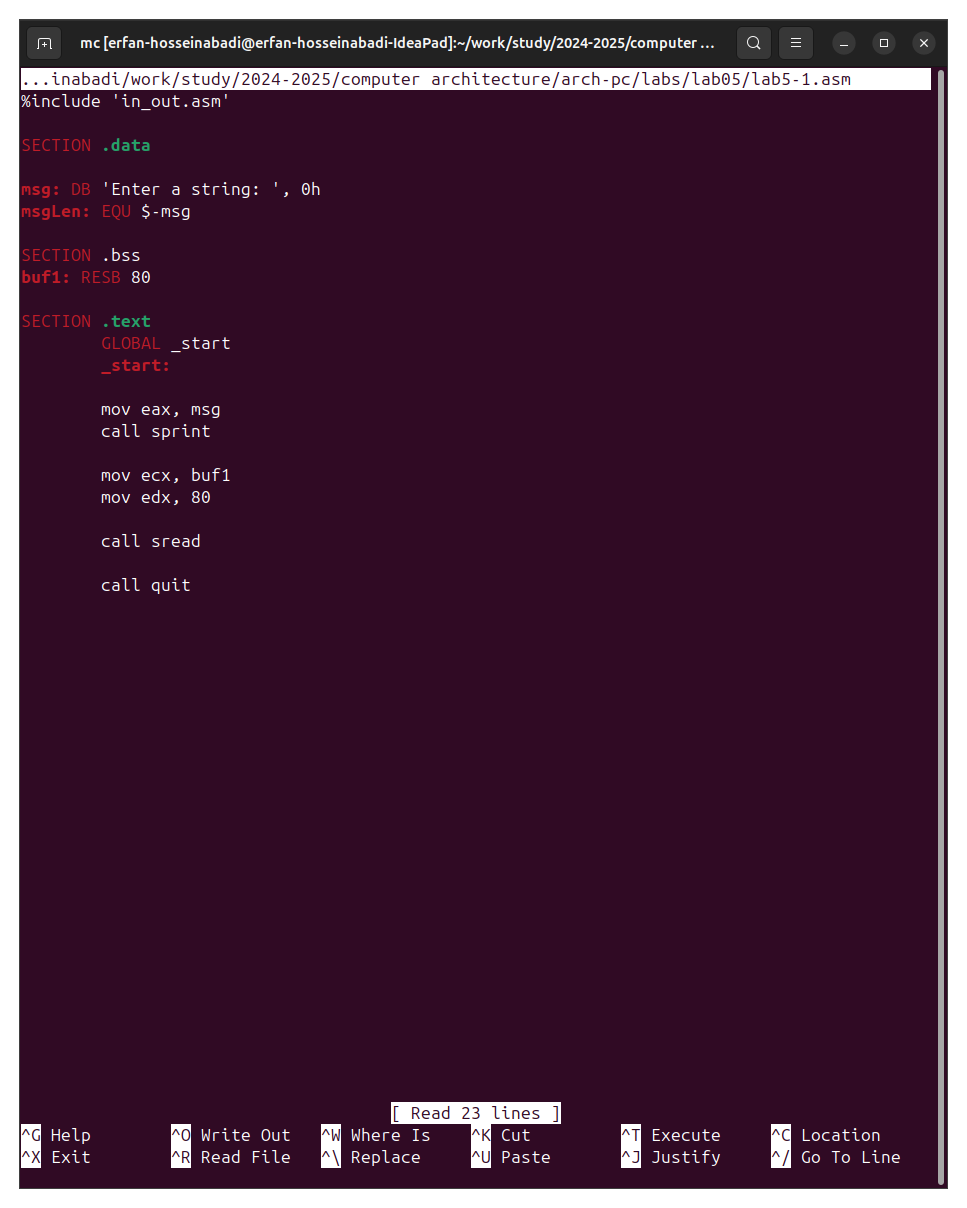 mc [erfan-hosseinabadi@erfan-hosseinabadi-IdeaPad]:~/work/study/2024-2025/computer ...
...inabadi/work/study/2024-2025/computer architecture/arch-pc/labs/lab05/lab5-1.asm
%include 'in_out.asm'
SECTION .data
msg: DB 'Enter a string: ', 0h
msgLen: EQU $-msg
SECTION .bss
buf1: RESB 80
SECTION .text
GLOBAL _start
_start:
mov eax, msg
call sprint
mov ecx, buf1
mov edx, 80
call sread
call quit
[ Read 23 lines ]
^G Help ^O Write Out ^W Where Is ^K Cut ^T Execute ^C Location
^X Exit ^R Read File ^\ Replace ^U Paste ^J Justify ^/ Go To Line